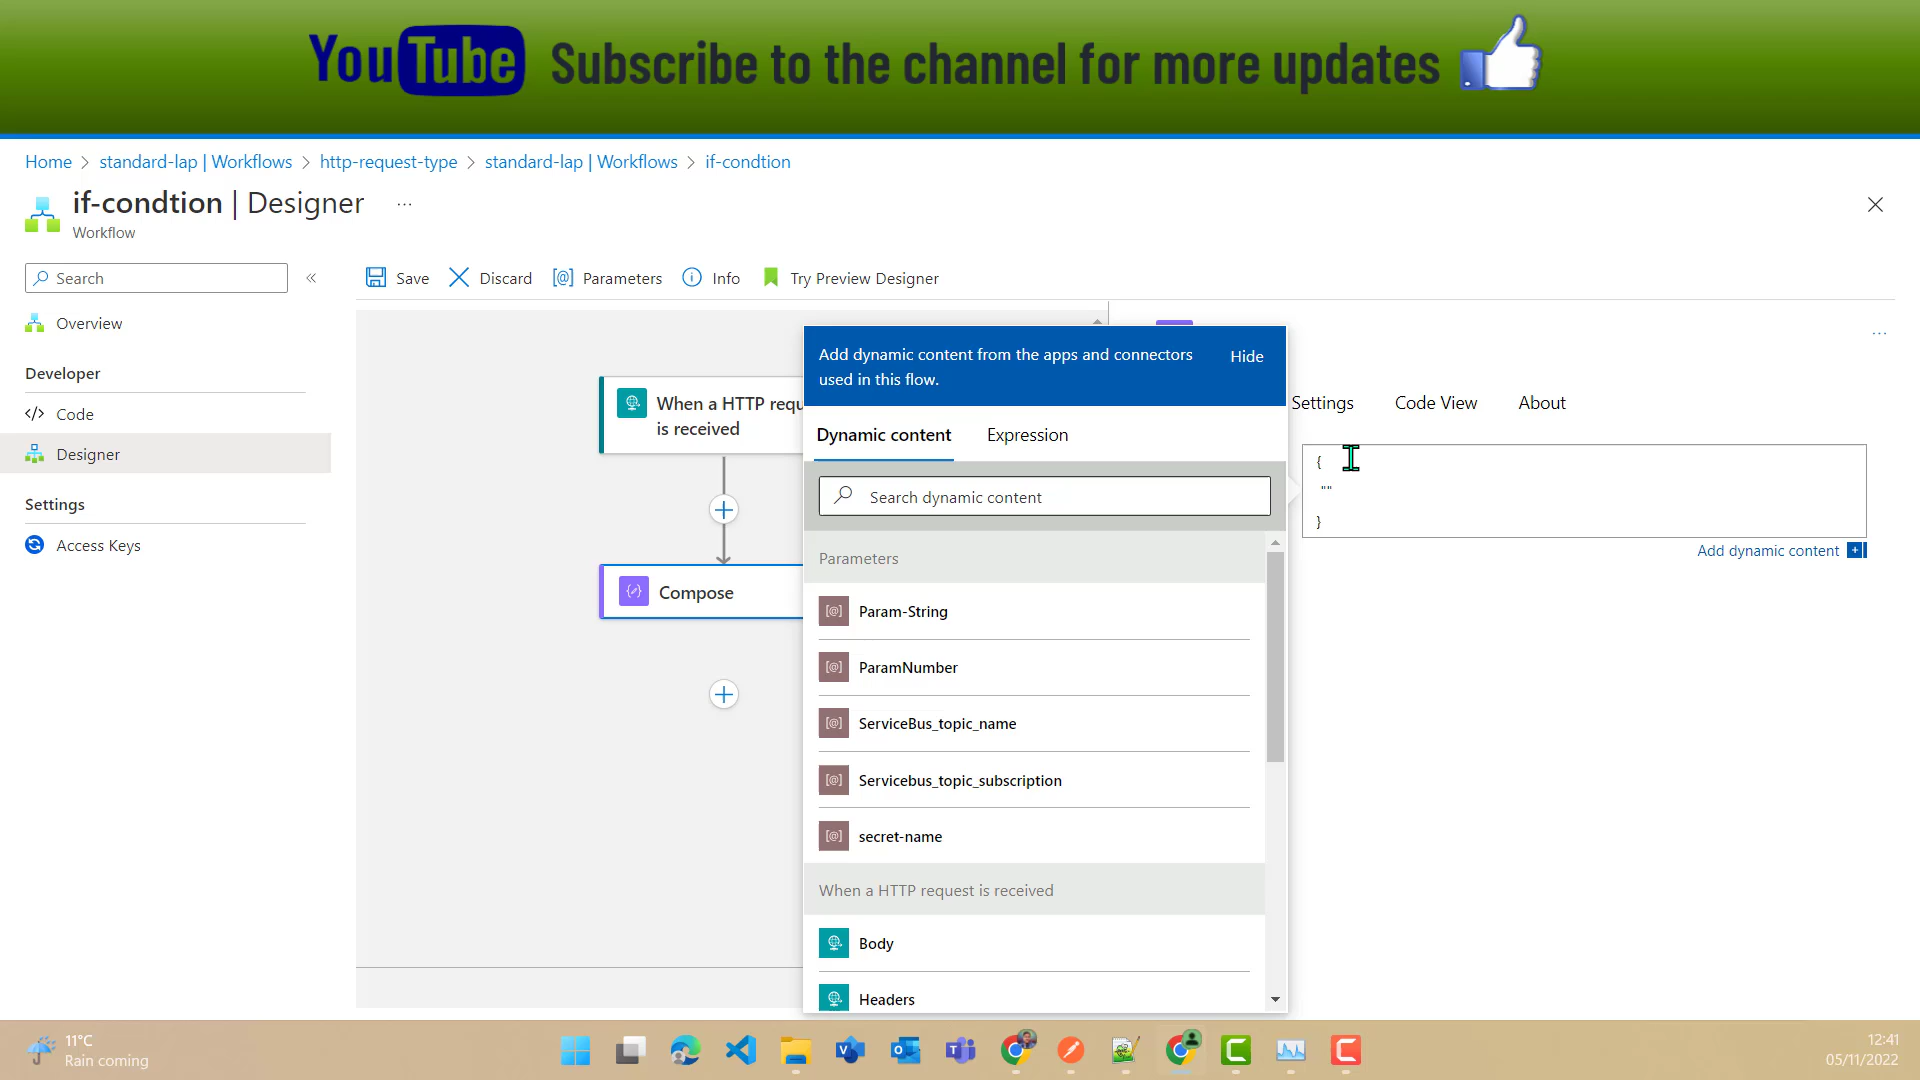 YouTube Subscribe to the channel for more updates
Home > standard-lap | Workflows > http-request-type > standard-lap | Workflows > if-condtion
if-condtion | Designer ...
Workflow
Search «
Overview
Developer
</> Code
Designer
Settings
Access Keys
Save Discard [@] Parameters Info Try Preview Designer
When a HTTP requ
is received
Compose
Add dynamic content from the apps and connectors
used in this flow.
Hide
Dynamic content Expression
Search dynamic content
Parameters
[@] Param-String
[@] ParamNumber
[@] ServiceBus_topic_name
[@] Servicebus_topic_subscription
[@] secret-name
When a HTTP request is received
Body
Headers
...
Settings Code View About
{
""
}
Add dynamic content
11°C
Rain coming
12:41
05/11/2022